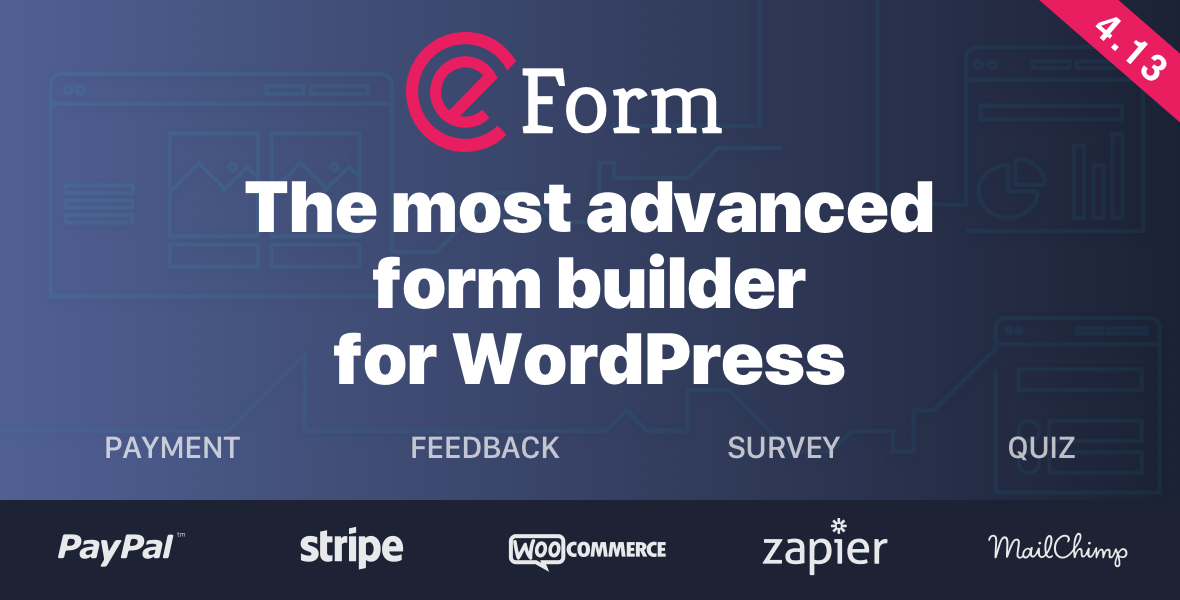 4.13
eForm
The most advanced
form builder
for WordPress
PAYMENT FEEDBACK SURVEY QUIZ
PayPal™ stripe WOOCOMMERCE zapier MailChimp